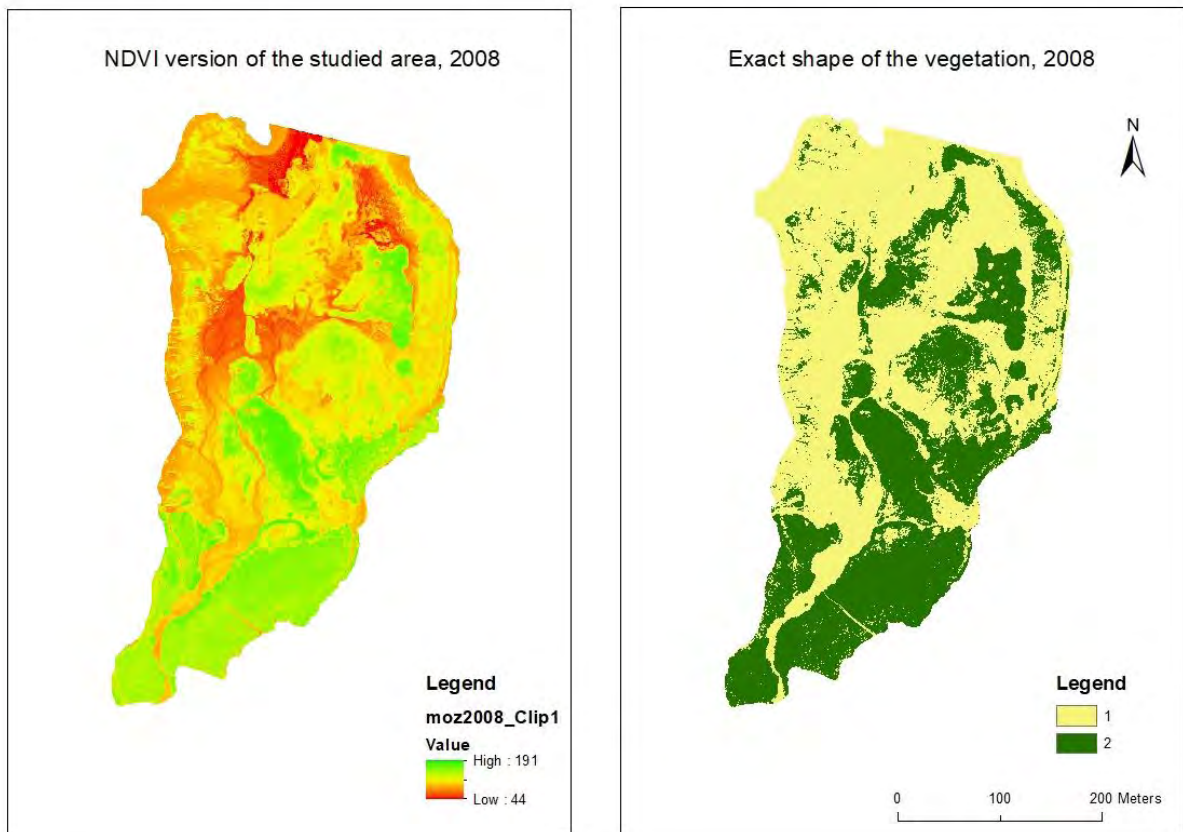 NDVI version of the studied area, 2008
Legend
moz2008_Clip1
Value
High : 191
Low : 44
Exact shape of the vegetation, 2008
N
Legend
1
2
0 100 200 Meters